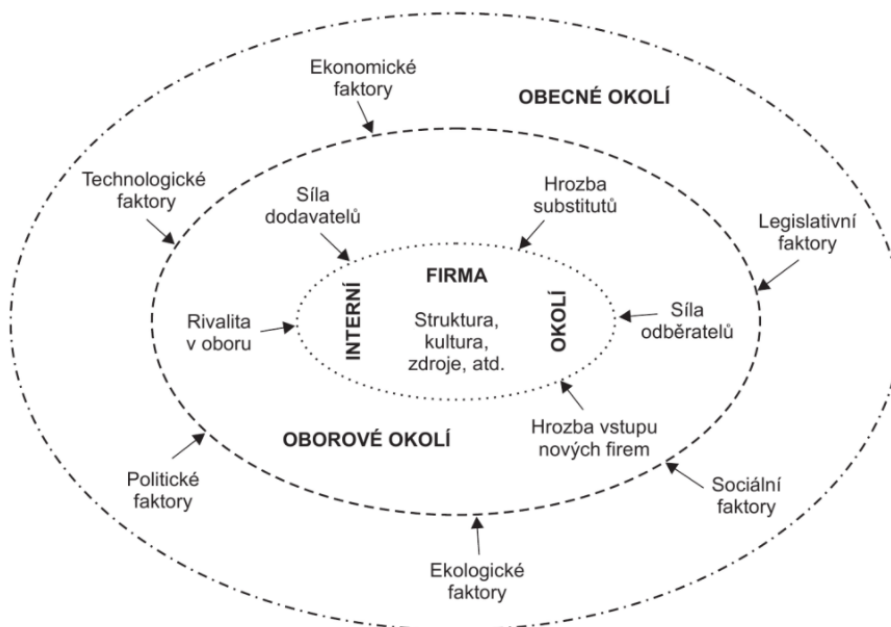 Ekonomické
faktory
OBECNÉ OKOLÍ
Technologické
faktory
Síla
dodavatelů
Hrozba
substitutů
Legislativní
faktory
FIRMA
INTERNÍ
OKOLÍ
Struktura,
kultura,
zdroje, atd.
Rivalita
v oboru
Síla
odběratelů
OBOROVÉ OKOLÍ
Hrozba vstupu
nových firem
Politické
faktory
Sociální
faktory
Ekologické
faktory